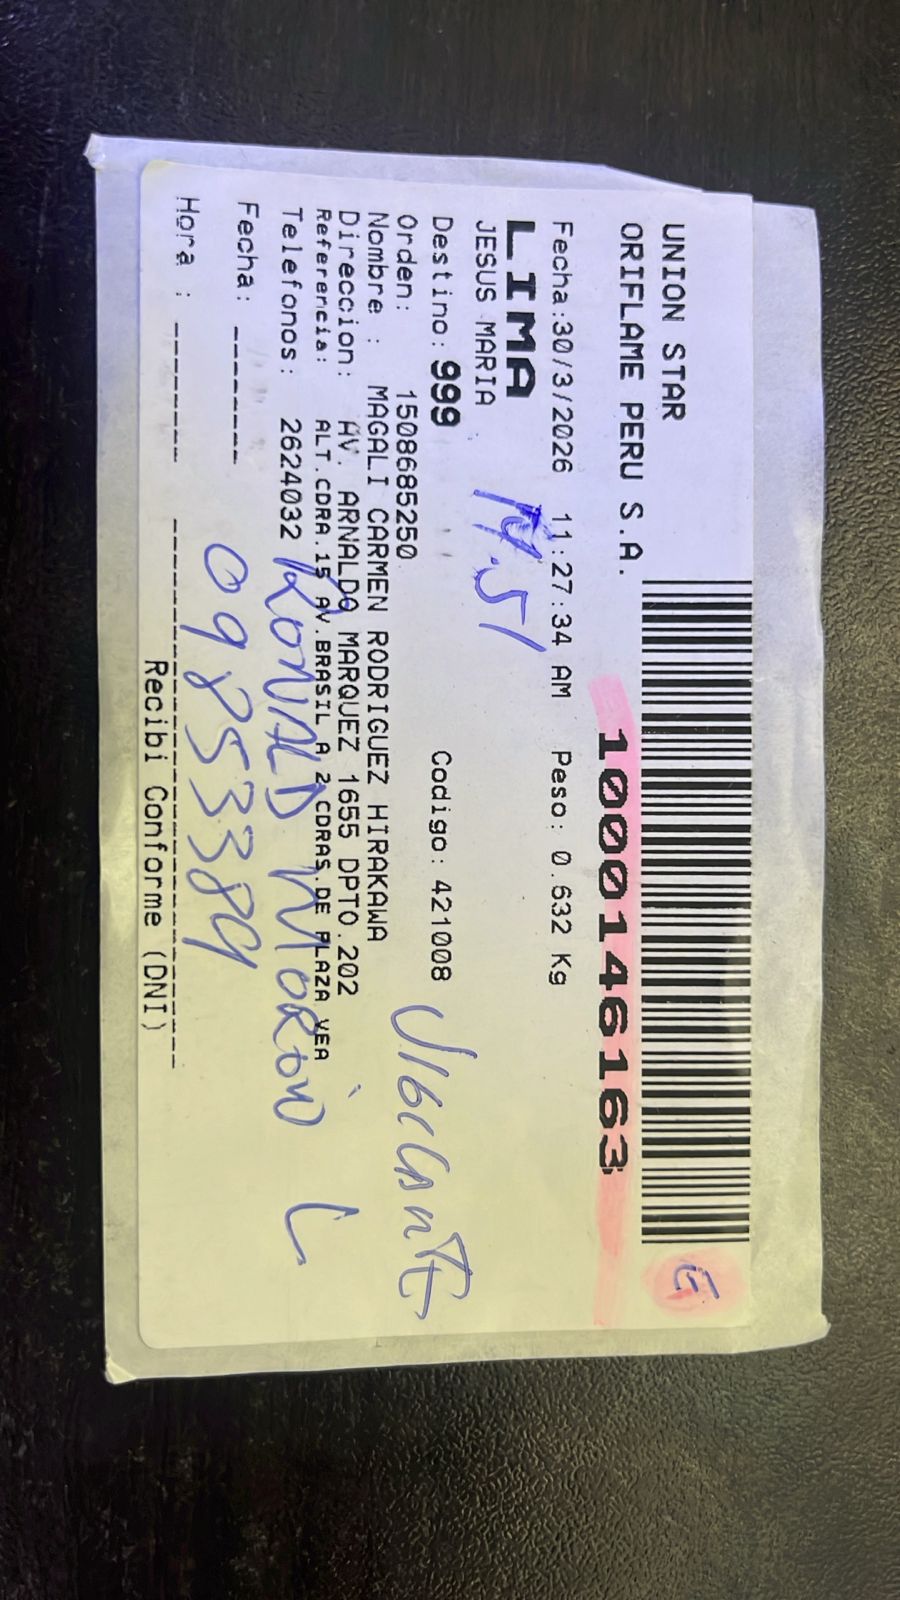 UNION STAR
ORIFLAME PERU S.A.
1000146163
Fecha:30/3/2026 11:27:34 AM Peso: 0.632 Kg
LIMA
JESUS MARIA
14.51
Destino: 999 Codigo: 421008
Orden: 1508685250
Nombre : MAGALI CARMEN RODRIGUEZ HIRAKAWA
Direccion: AV. ARNALDO MARQUEZ 1655 DPTO.202
Referencia: ALT.CDRA.15 AV.BRASIL A 2 CDRAS DE PLAZA VEA
Telefonos: 2624032
RONALD
Fecha: ------
09853384
Hora : ------
Recibi Conforme (DNI)